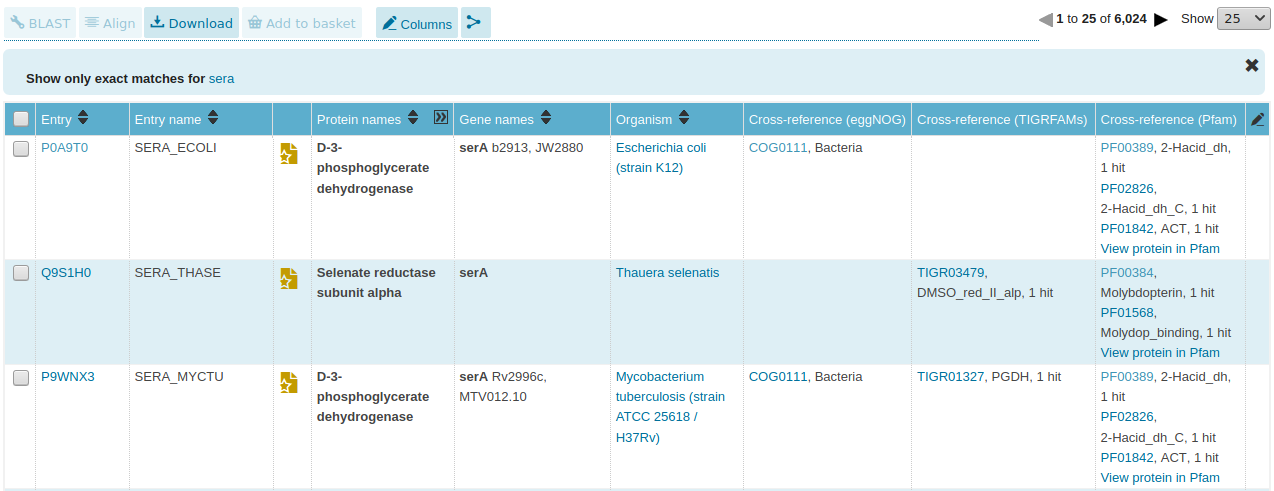 BLAST Align Download Add to basket Columns 1 to 25 of 6,024 Show 25
Show only exact matches for sera
Entry Entry name Protein names Gene names Organism Cross-reference (eggNOG) Cross-reference (TIGRFAMs) Cross-reference (Pfam)
P0A9T0 SERA_ECOLI D-3- serA b2913, JW2880 Escherichia coli COG0111, Bacteria PF00389, 2-Hacid_dh,
phosphoglycerate (strain K12) 1 hit
dehydrogenase PF02826,
2-Hacid_dh_C, 1 hit
PF01842, ACT, 1 hit
View protein in Pfam
Q9S1H0 SERA_THASE Selenate reductase serA Thauera selenatis TIGR03479, PF00384,
subunit alpha DMSO_red_II_alp, 1 hit Molybdopterin, 1 hit
PF01568,
Molydop_binding, 1 hit
View protein in Pfam
P9WNX3 SERA_MYCTU D-3- serA Rv2996c, Mycobacterium COG0111, Bacteria TIGR01327, PGDH, 1 hit PF00389, 2-Hacid_dh,
phosphoglycerate MTV012.10 tuberculosis (strain 1 hit
dehydrogenase ATCC 25618 / PF02826,
H37Rv) 2-Hacid_dh_C, 1 hit
PF01842, ACT, 1 hit
View protein in Pfam